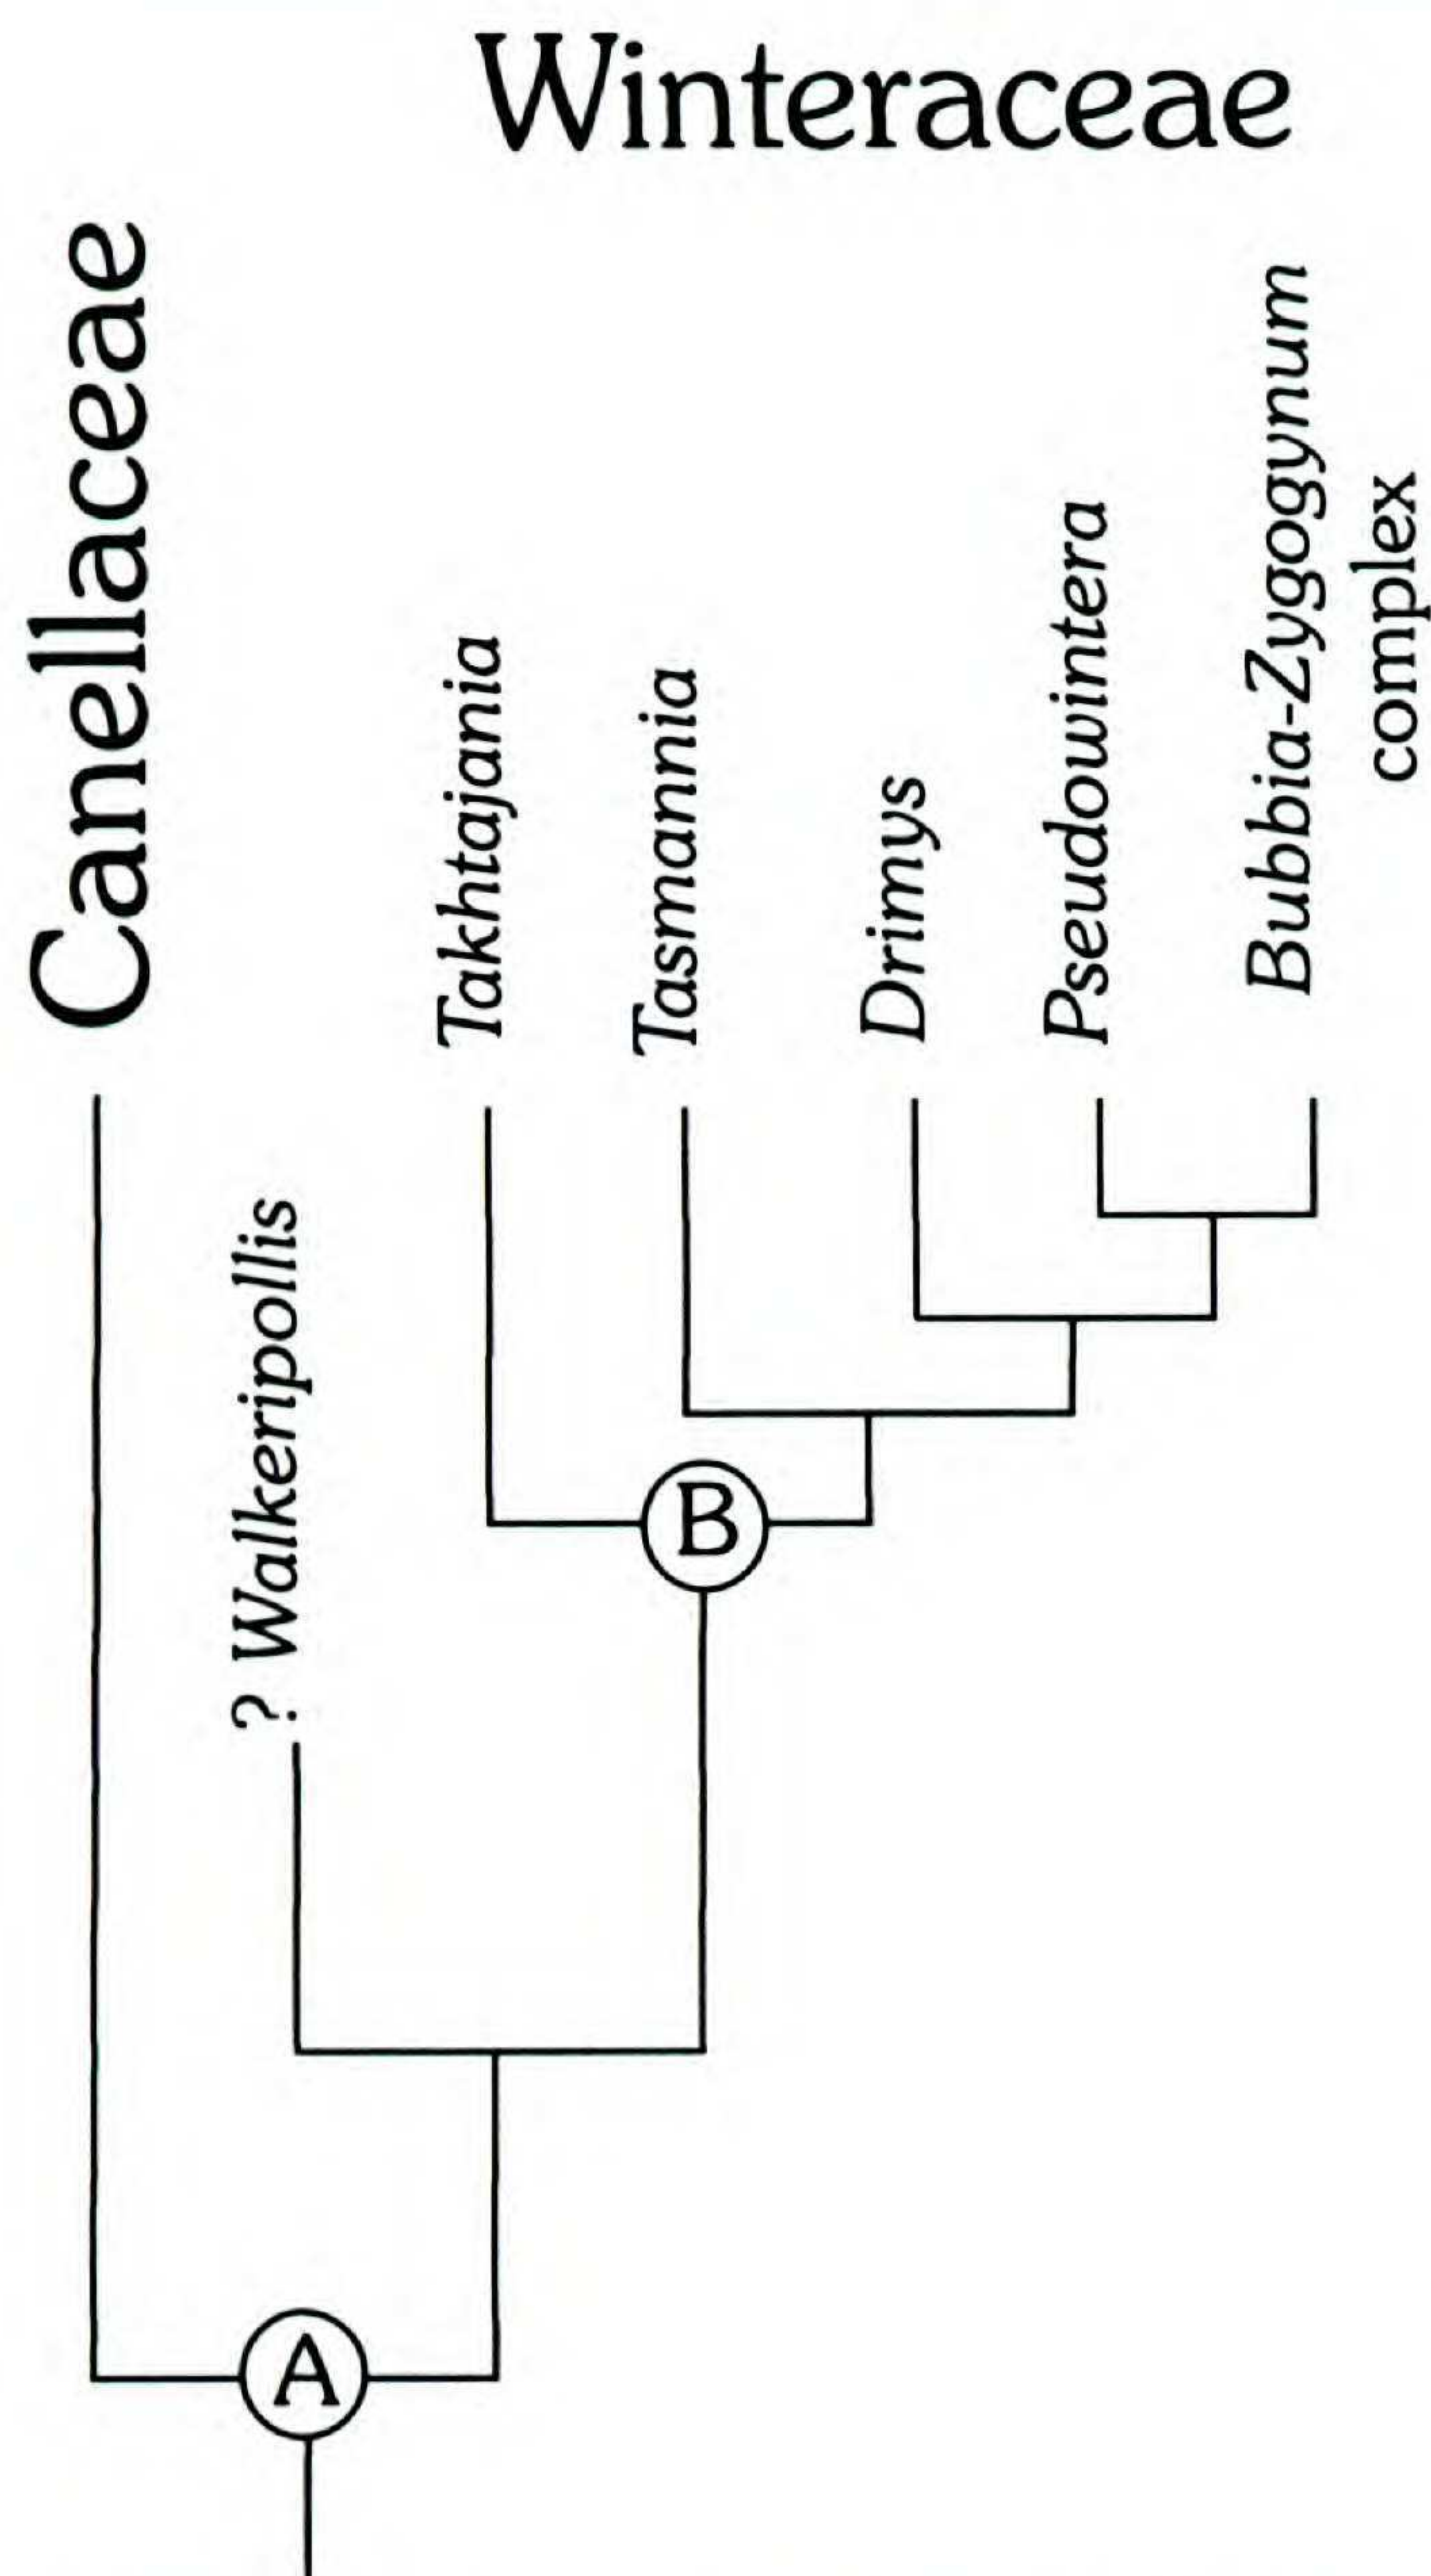 Winteraceae
Canellaceae
? Walkeripollis
Takhtajania
Tasmannia
Drimys
Pseudowintera
Bubbia-Zygogynum
complex
B
A